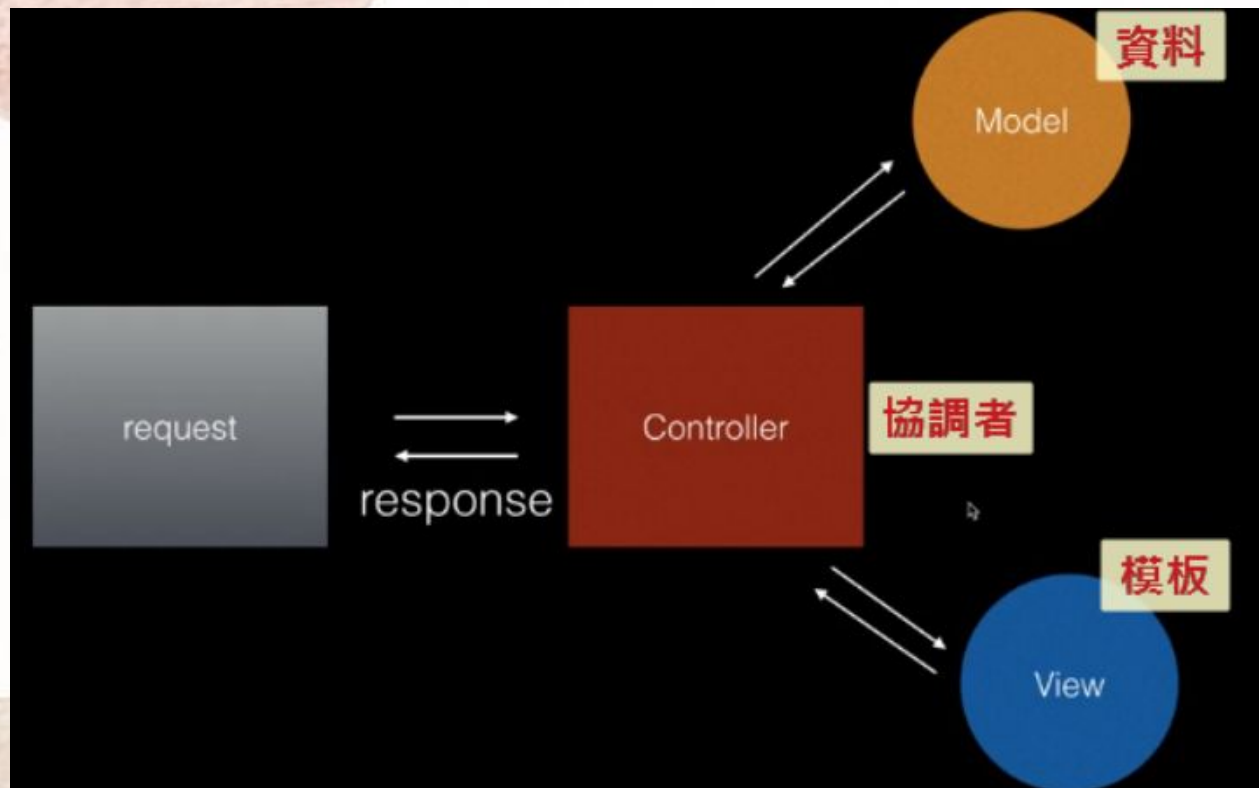 資料
Model
request
response
Controller
協調者
模板
View